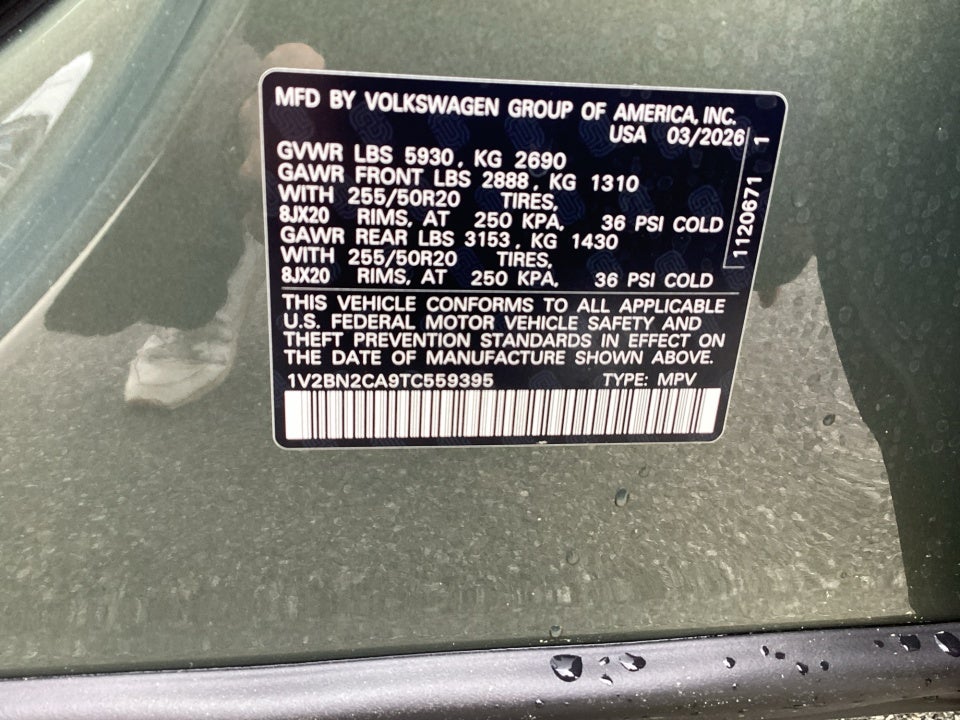 MFD BY VOLKSWAGEN GROUP OF AMERICA, INC.
USA 03/2026
GVWR LBS 5930, KG 2690
GAWR FRONT LBS 2888, KG 1310
WITH 255/50R20 TIRES,
8JX20 RIMS, AT 250 KPA, 36 PSI COLD
GAWR REAR LBS 3153, KG 1430
WITH 255/50R20 TIRES,
8JX20 RIMS, AT 250 KPA, 36 PSI COLD
THIS VEHICLE CONFORMS TO ALL APPLICABLE
U.S. FEDERAL MOTOR VEHICLE SAFETY AND
THEFT PREVENTION STANDARDS IN EFFECT ON
THE DATE OF MANUFACTURE SHOWN ABOVE.
1V2BN2CA9TC559395 TYPE: MPV
1120671 1